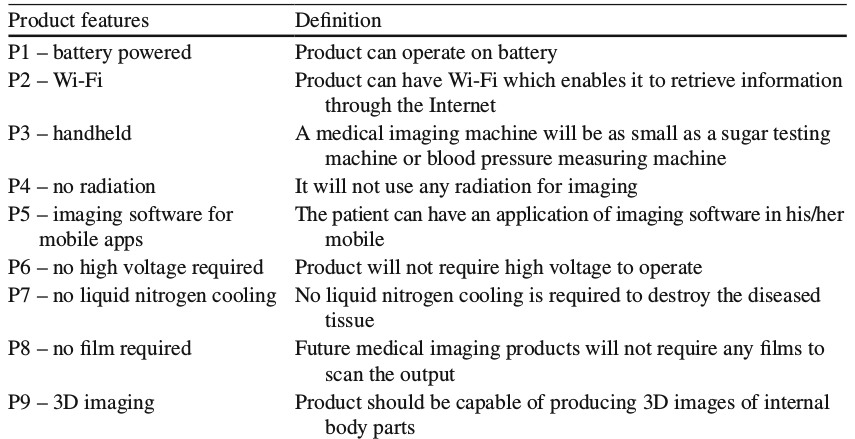 Product features Definition
P1 – battery powered Product can operate on battery
P2 – Wi-Fi Product can have Wi-Fi which enables it to retrieve information
through the Internet
P3 – handheld A medical imaging machine will be as small as a sugar testing
machine or blood pressure measuring machine
P4 – no radiation It will not use any radiation for imaging
P5 – imaging software for The patient can have an application of imaging software in his/her
mobile apps mobile
P6 – no high voltage required Product will not require high voltage to operate
P7 – no liquid nitrogen cooling No liquid nitrogen cooling is required to destroy the diseased
tissue
P8 – no film required Future medical imaging products will not require any films to
scan the output
P9 – 3D imaging Product should be capable of producing 3D images of internal
body parts